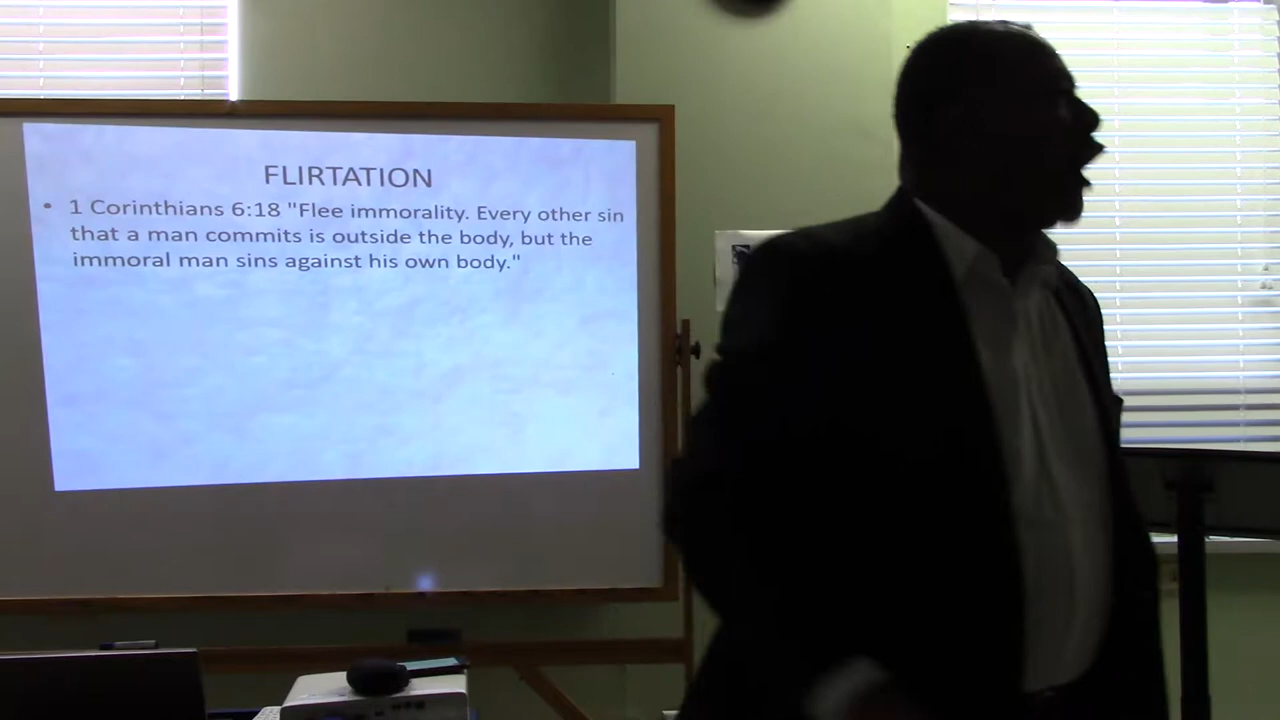 FLIRTATION
• 1 Corinthians 6:18 "Flee immorality. Every other sin
that a man commits is outside the body, but the
immoral man sins against his own body."